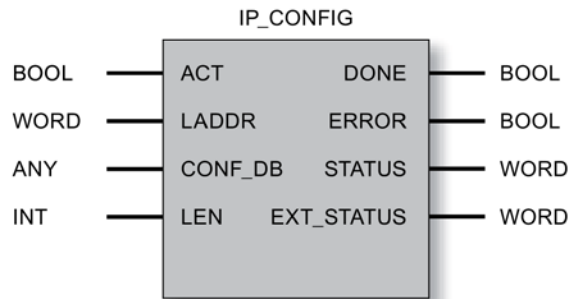 IP_CONFIG
BOOL ACT DONE BOOL
WORD LADDR ERROR BOOL
ANY CONF_DB STATUS WORD
INT LEN EXT_STATUS WORD